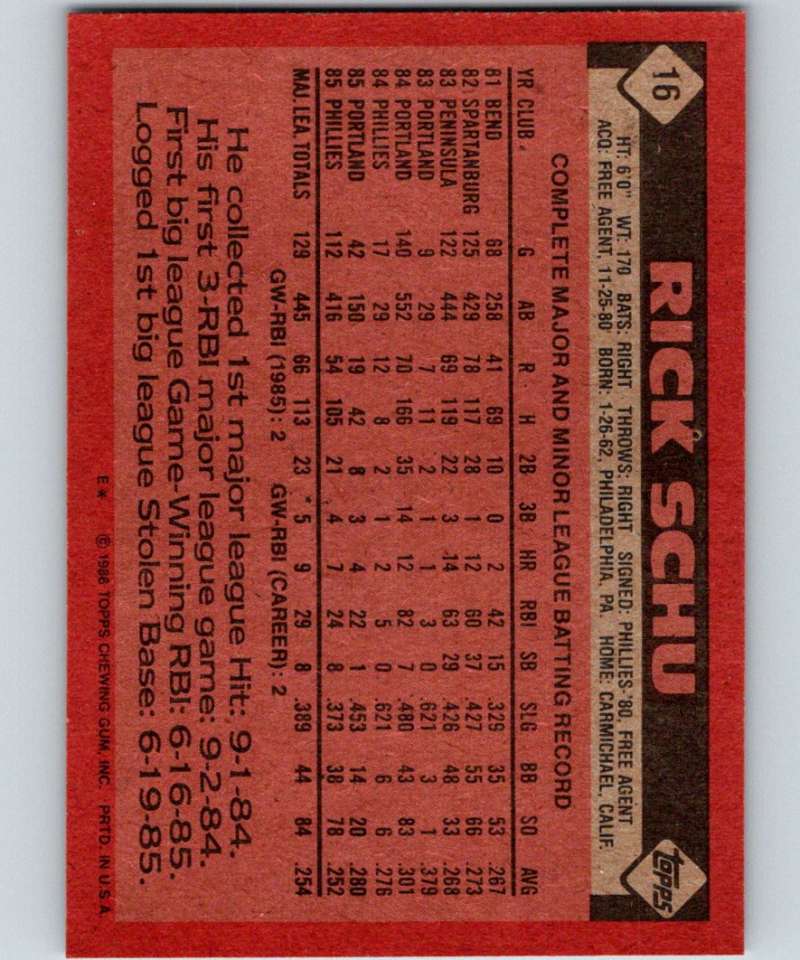 16
RICK SCHU
topps
HT: 6'0" WT: 170 BATS: RIGHT THROWS: RIGHT SIGNED: PHILLIES-'80, FREE AGENT
ACQ: FREE AGENT, 11-25-80 BORN: 1-26-62, PHILADELPHIA, PA HOME: CARMICHAEL, CALIF.
COMPLETE MAJOR AND MINOR LEAGUE BATTING RECORD
YR CLUB G AB R H 2B 3B HR RBI SB SLG BB SO AVG
81 BEND 68 258 41 69 10 0 2 42 15 .329 35 53 .267
82 SPARTANBURG 125 429 78 117 28 1 12 60 37 .427 55 66 .273
83 PENINSULA 122 444 69 119 22 3 14 63 29 .426 48 33 .268
83 PORTLAND 9 29 7 11 2 1 1 3 0 .621 3 1 .379
84 PORTLAND 140 552 70 166 35 14 12 82 7 .480 43 83 .301
84 PHILLIES 17 29 12 8 2 1 2 5 0 .621 6 6 .276
85 PORTLAND 42 150 19 42 8 3 4 22 1 .453 14 20 .280
85 PHILLIES 112 416 54 105 21 4 7 24 8 .373 38 78 .252
MAJ. LEA. TOTALS 129 445 66 113 23 5 9 29 8 .389 44 84 .254
GW-RBI (1985): 2 GW-RBI (CAREER): 2
He collected 1st major league Hit: 9-1-84.
His first 3-RBI major league game: 9-2-84.
First big league Game-Winning RBI: 6-16-85.
Logged 1st big league Stolen Base: 6-19-85.
E* © 1986 TOPPS CHEWING GUM, INC. PRTD. IN U.S.A.